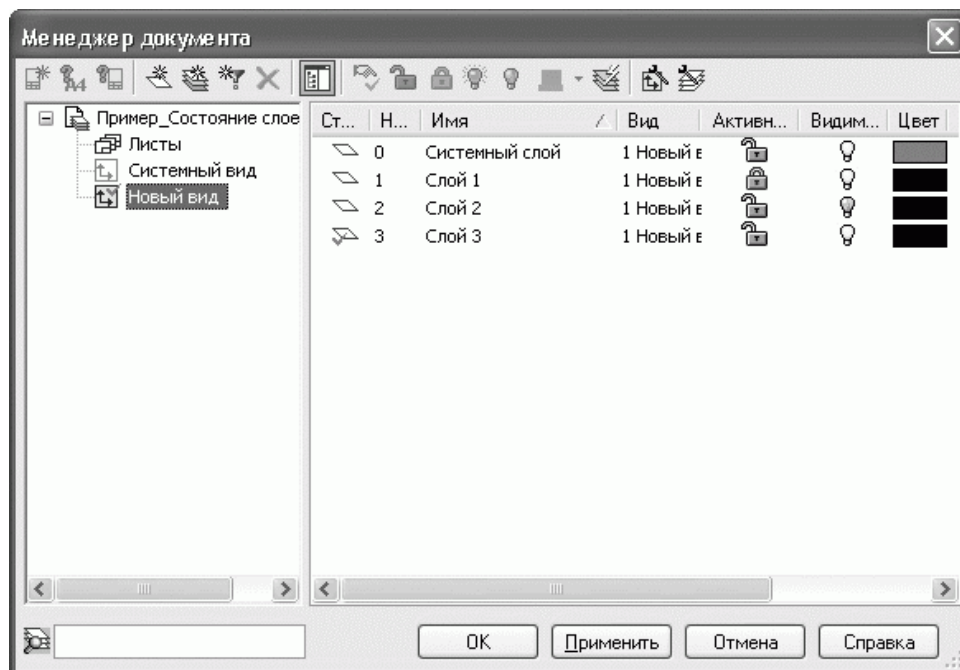 Менеджер документа
Пример_Состояние слое
Листы
Системный вид
Новый вид
Ст... Н... Имя Вид Активн... Видим... Цвет
0 Системный слой 1 Новый в
1 Слой 1 1 Новый в
2 Слой 2 1 Новый в
3 Слой 3 1 Новый в
OK Применить Отмена Справка